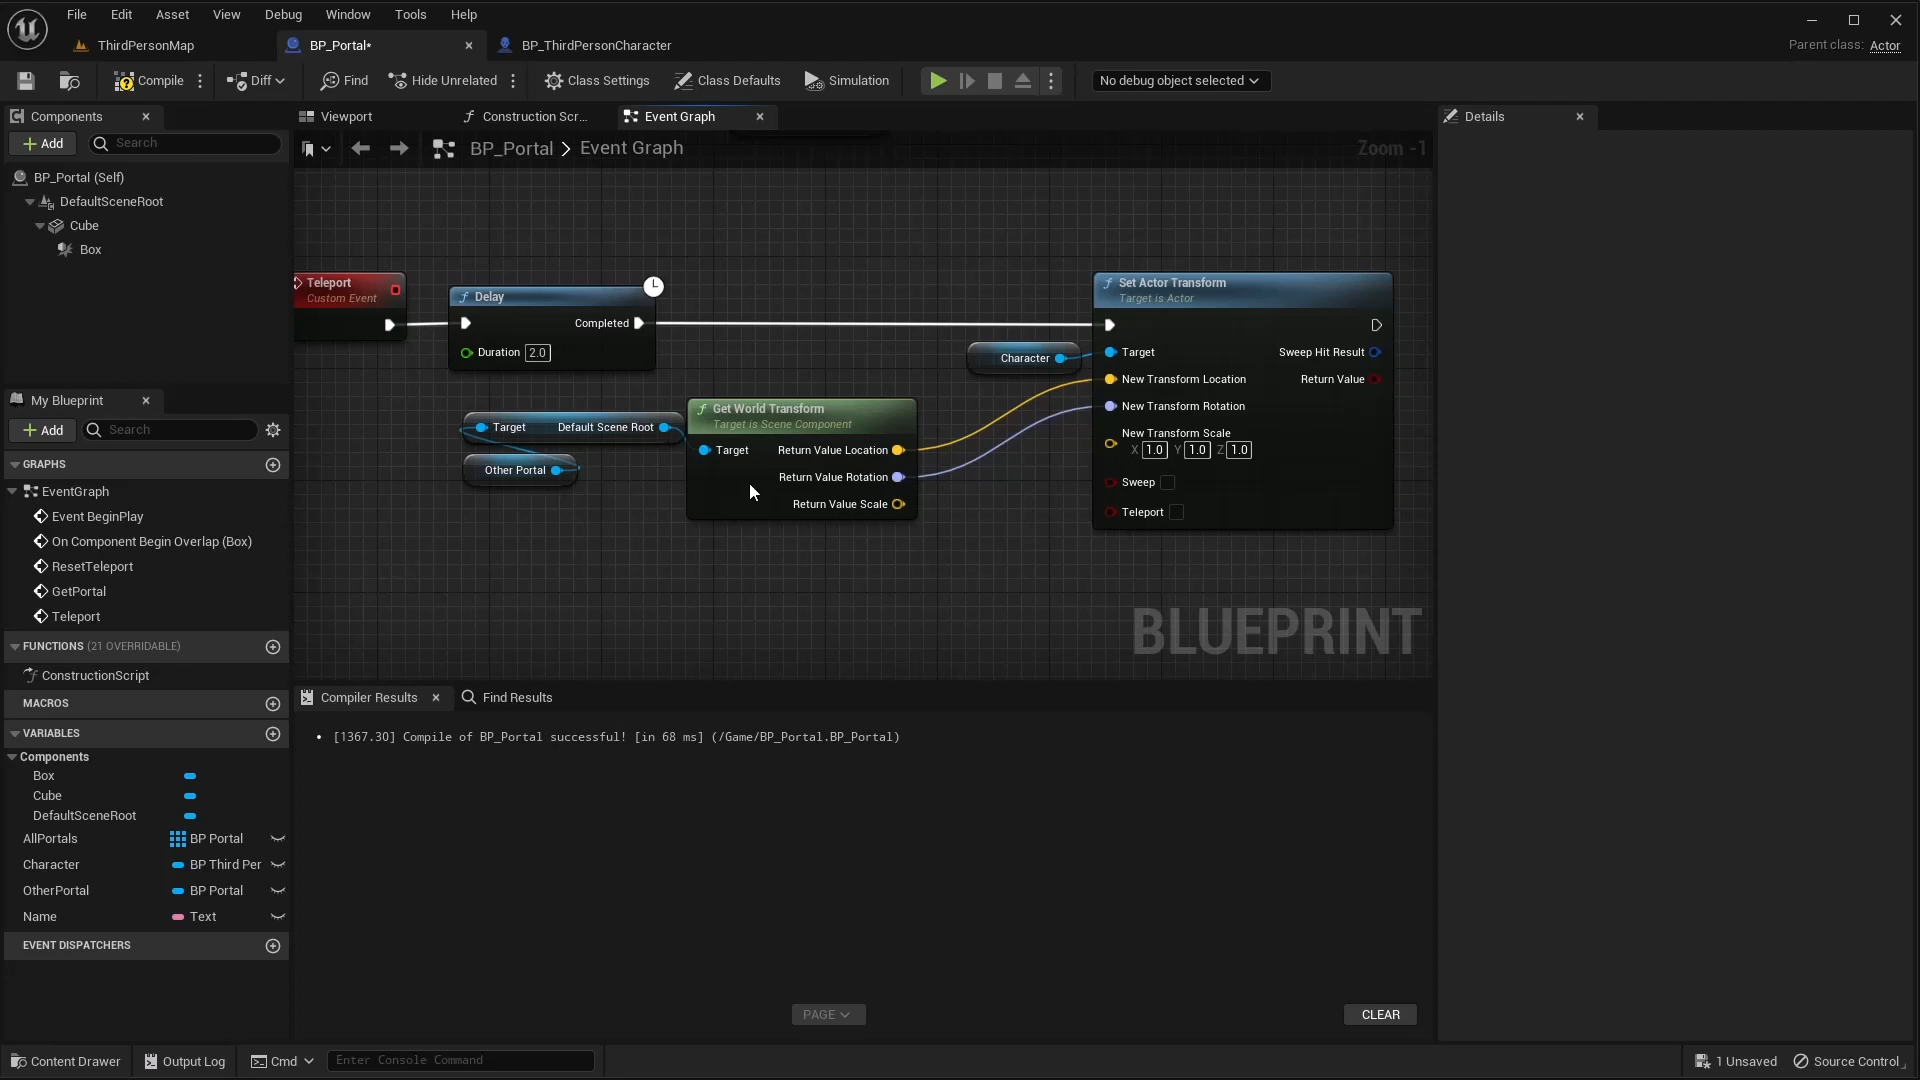 File Edit Asset View Debug Window Tools Help
ThirdPersonMap BP_Portal* BP_ThirdPersonCharacter Parent class: Actor
Compile Diff Find Hide Unrelated Class Settings Class Defaults Simulation No debug object selected
Components
Add Search
BP_Portal (Self)
DefaultSceneRoot
Cube
Box
My Blueprint
Add Search
GRAPHS
EventGraph
Event BeginPlay
On Component Begin Overlap (Box)
ResetTeleport
GetPortal
Teleport
FUNCTIONS (21 OVERRIDABLE)
ConstructionScript
MACROS
VARIABLES
Components
Box
Cube
DefaultSceneRoot
AllPortals BP Portal
Character BP Third Per
OtherPortal BP Portal
Name Text
EVENT DISPATCHERS
Viewport Construction Scr... Event Graph
BP_Portal > Event Graph Zoom -1
Teleport
Custom Event
Delay
Completed
Duration 2.0
Target Default Scene Root
Other Portal
Get World Transform
Target is Scene Component
Target Return Value Location
Return Value Rotation
Return Value Scale
Character
Set Actor Transform
Target is Actor
Target Sweep Hit Result
New Transform Location Return Value
New Transform Rotation
New Transform Scale
X 1.0 Y 1.0 Z 1.0
Sweep
Teleport
BLUEPRINT
Compiler Results Find Results
[1367.30] Compile of BP_Portal successful! [in 68 ms] (/Game/BP_Portal.BP_Portal)
PAGE CLEAR
Details
Content Drawer Output Log Cmd Enter Console Command 1 Unsaved Source Control